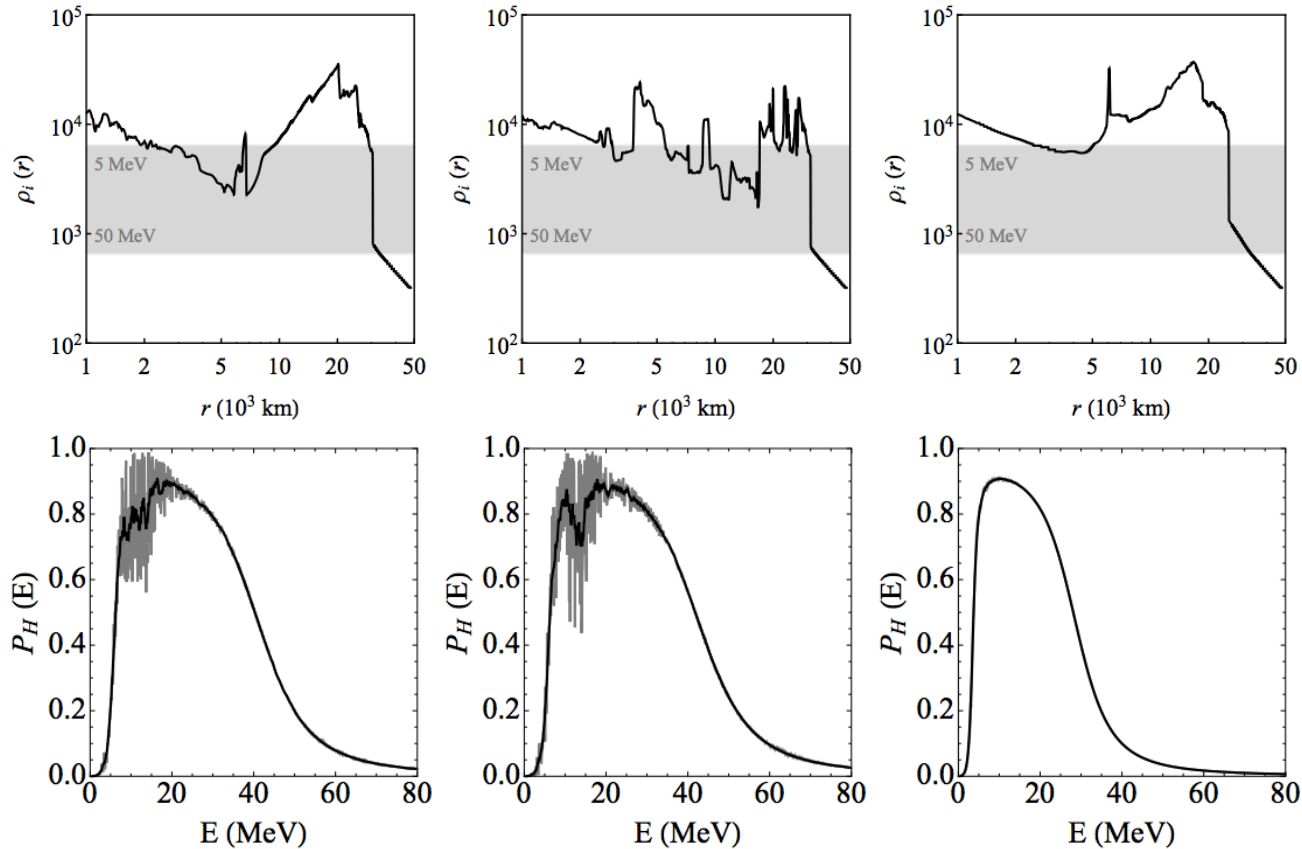 10^5
10^4
10^3
10^2
ρ_i (r)
5 MeV
50 MeV
1 2 5 10 20 50
r (10^3 km)
10^5
10^4
10^3
10^2
ρ_i (r)
5 MeV
50 MeV
1 2 5 10 20 50
r (10^3 km)
10^5
10^4
10^3
10^2
ρ_i (r)
5 MeV
50 MeV
1 2 5 10 20 50
r (10^3 km)
1.0
0.8
0.6
0.4
0.2
0.0
P_H (E)
0 20 40 60 80
E (MeV)
1.0
0.8
0.6
0.4
0.2
0.0
P_H (E)
0 20 40 60 80
E (MeV)
1.0
0.8
0.6
0.4
0.2
0.0
P_H (E)
0 20 40 60 80
E (MeV)